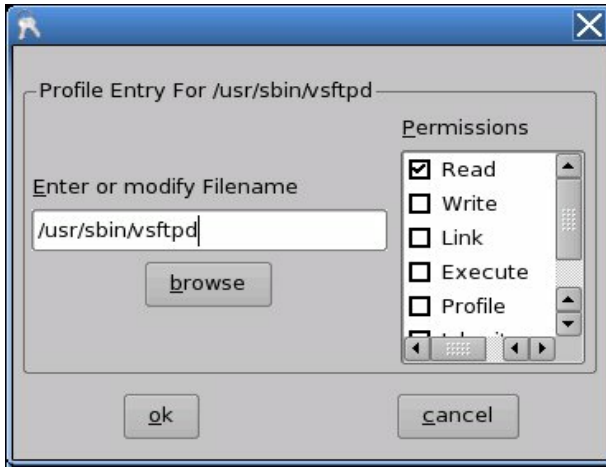 Profile Entry For /usr/sbin/vsftpd
Permissions
Enter or modify Filename
/usr/sbin/vsftpd
browse
Read
Write
Link
Execute
Profile
ok
cancel